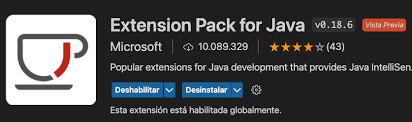 Extension Pack for Java v0.18.6 Vista Previa
Microsoft 10.089.329 (43)
Popular extensions for Java development that provides Java IntelliSen
Deshabilitar Desinstalar
Esta extensión está habilitada globalmente.